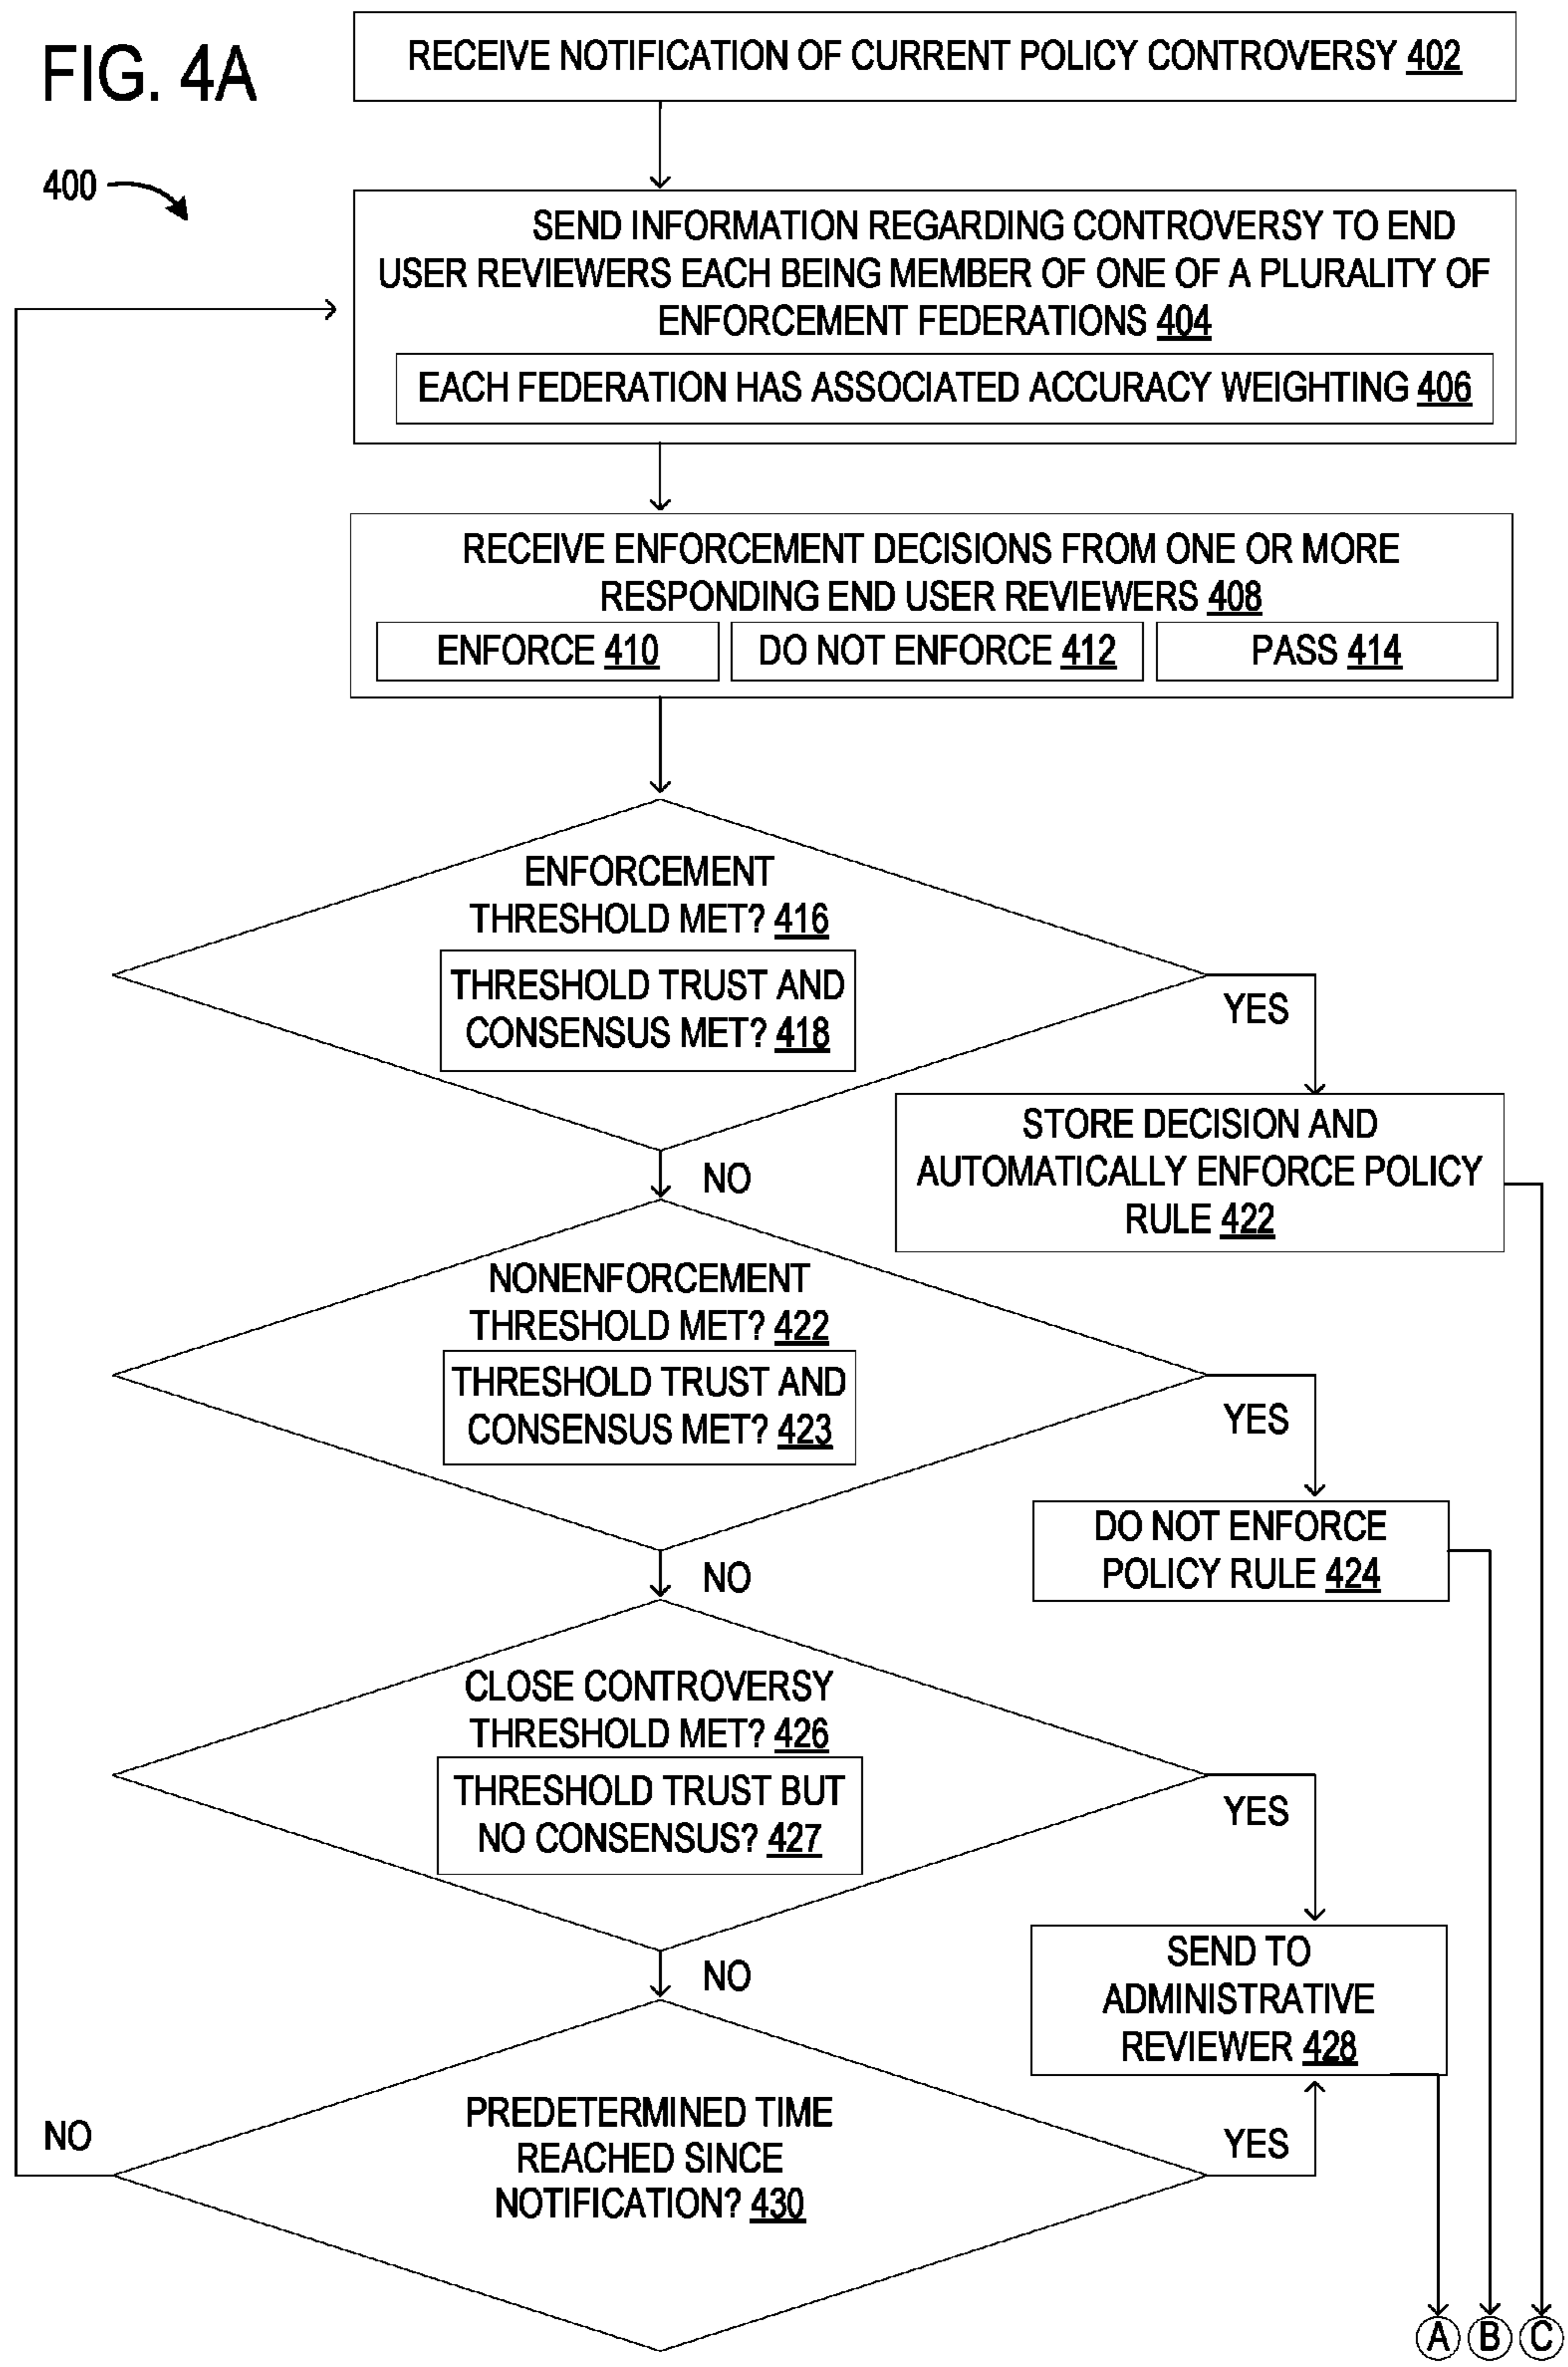 FIG. 4A
RECEIVE NOTIFICATION OF CURRENT POLICY CONTROVERSY 402
400
SEND INFORMATION REGARDING CONTROVERSY TO END
USER REVIEWERS EACH BEING MEMBER OF ONE OF A PLURALITY OF
ENFORCEMENT FEDERATIONS 404
EACH FEDERATION HAS ASSOCIATED ACCURACY WEIGHTING 406
RECEIVE ENFORCEMENT DECISIONS FROM ONE OR MORE
RESPONDING END USER REVIEWERS 408
ENFORCE 410
DO NOT ENFORCE 412
PASS 414
ENFORCEMENT
THRESHOLD MET? 416
THRESHOLD TRUST AND
CONSENSUS MET? 418
YES
STORE DECISION AND
AUTOMATICALLY ENFORCE POLICY
RULE 422
NO
NONENFORCEMENT
THRESHOLD MET? 422
THRESHOLD TRUST AND
CONSENSUS MET? 423
YES
DO NOT ENFORCE
POLICY RULE 424
NO
CLOSE CONTROVERSY
THRESHOLD MET? 426
THRESHOLD TRUST BUT
NO CONSENSUS? 427
YES
SEND TO
ADMINISTRATIVE
REVIEWER 428
NO
PREDETERMINED TIME
REACHED SINCE
NOTIFICATION? 430
NO
YES
A
B
C